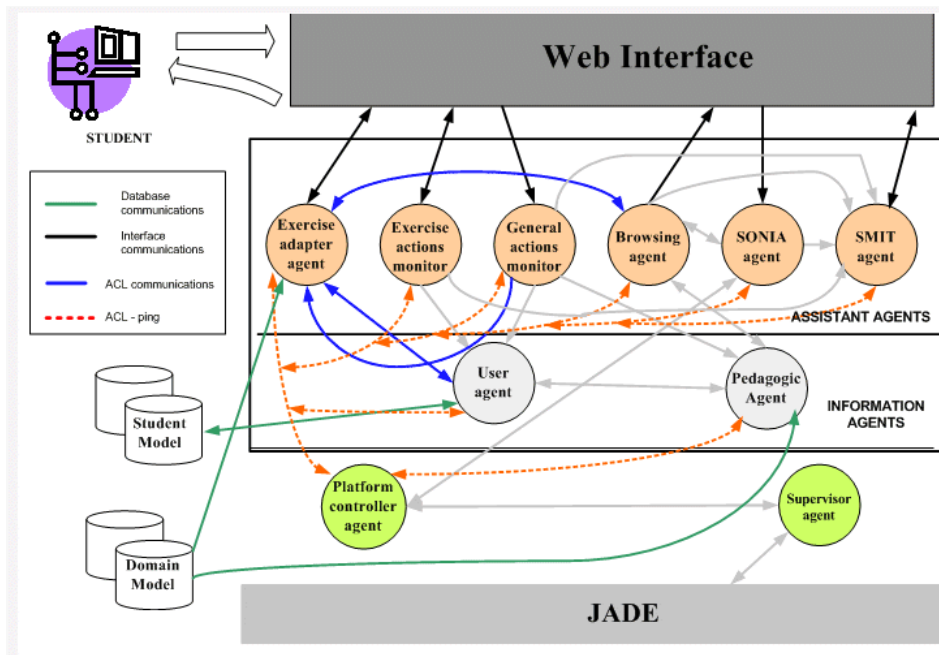 Web Interface
STUDENT
Database
communications
Interface
communications
ACL communications
ACL - ping
Exercise
adapter
agent
Exercise
actions
monitor
General
actions
monitor
Browsing
agent
SONIA
agent
SMIT
agent
ASSISTANT AGENTS
User
agent
Pedagogic
Agent
INFORMATION
AGENTS
Student
Model
Platform
controller
agent
Supervisor
agent
Domain
Model
JADE